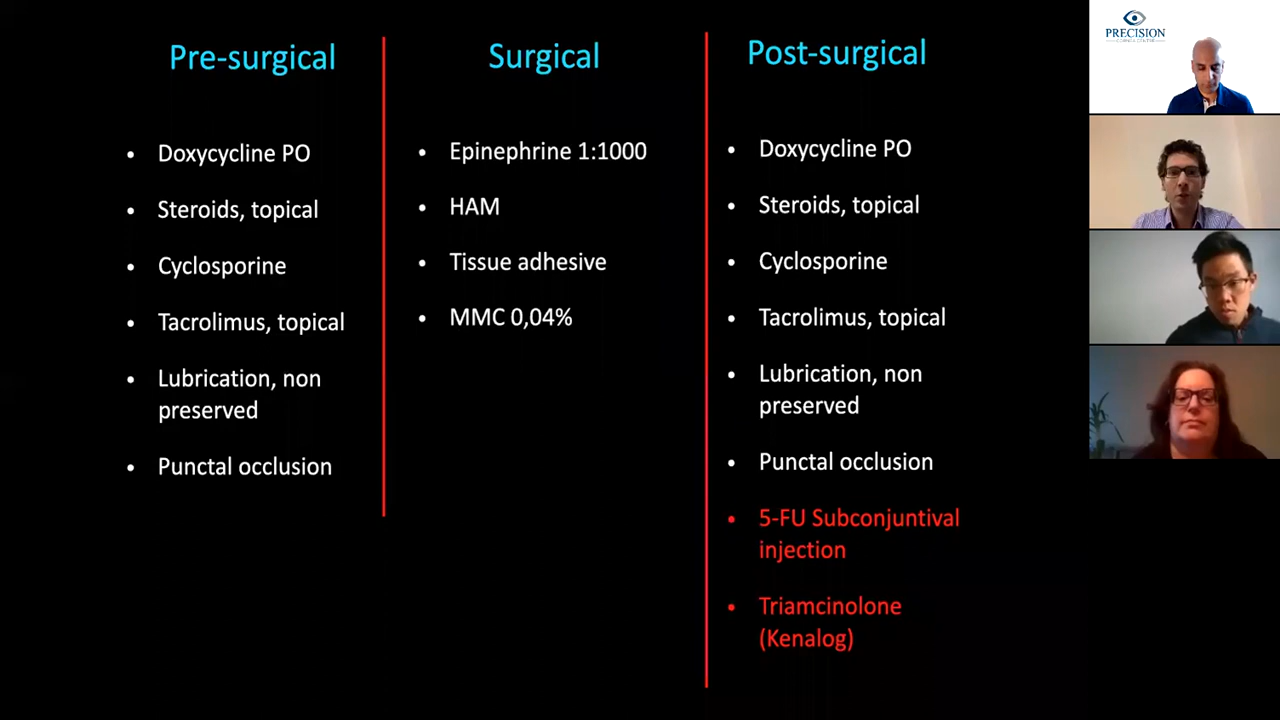 Pre-surgical
Doxycycline PO
Steroids, topical
Cyclosporine
Tacrolimus, topical
Lubrication, non
preserved
Punctal occlusion
Surgical
Epinephrine 1:1000
HAM
Tissue adhesive
MMC 0,04%
Post-surgical
Doxycycline PO
Steroids, topical
Cyclosporine
Tacrolimus, topical
Lubrication, non
preserved
Punctal occlusion
5-FU Subconjuntival
injection
Triamcinolone
(Kenalog)
PRECISION